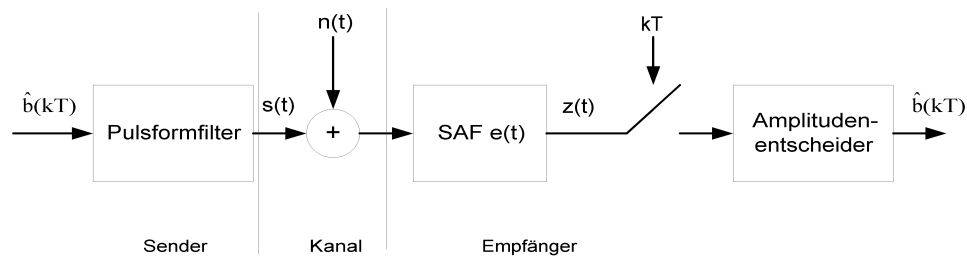 n(t)
kT
b̂(kT)
Pulsformfilter
s(t)
+
SAF e(t)
z(t)
Amplituden-
entscheider
b̂(kT)
Sender
Kanal
Empfänger